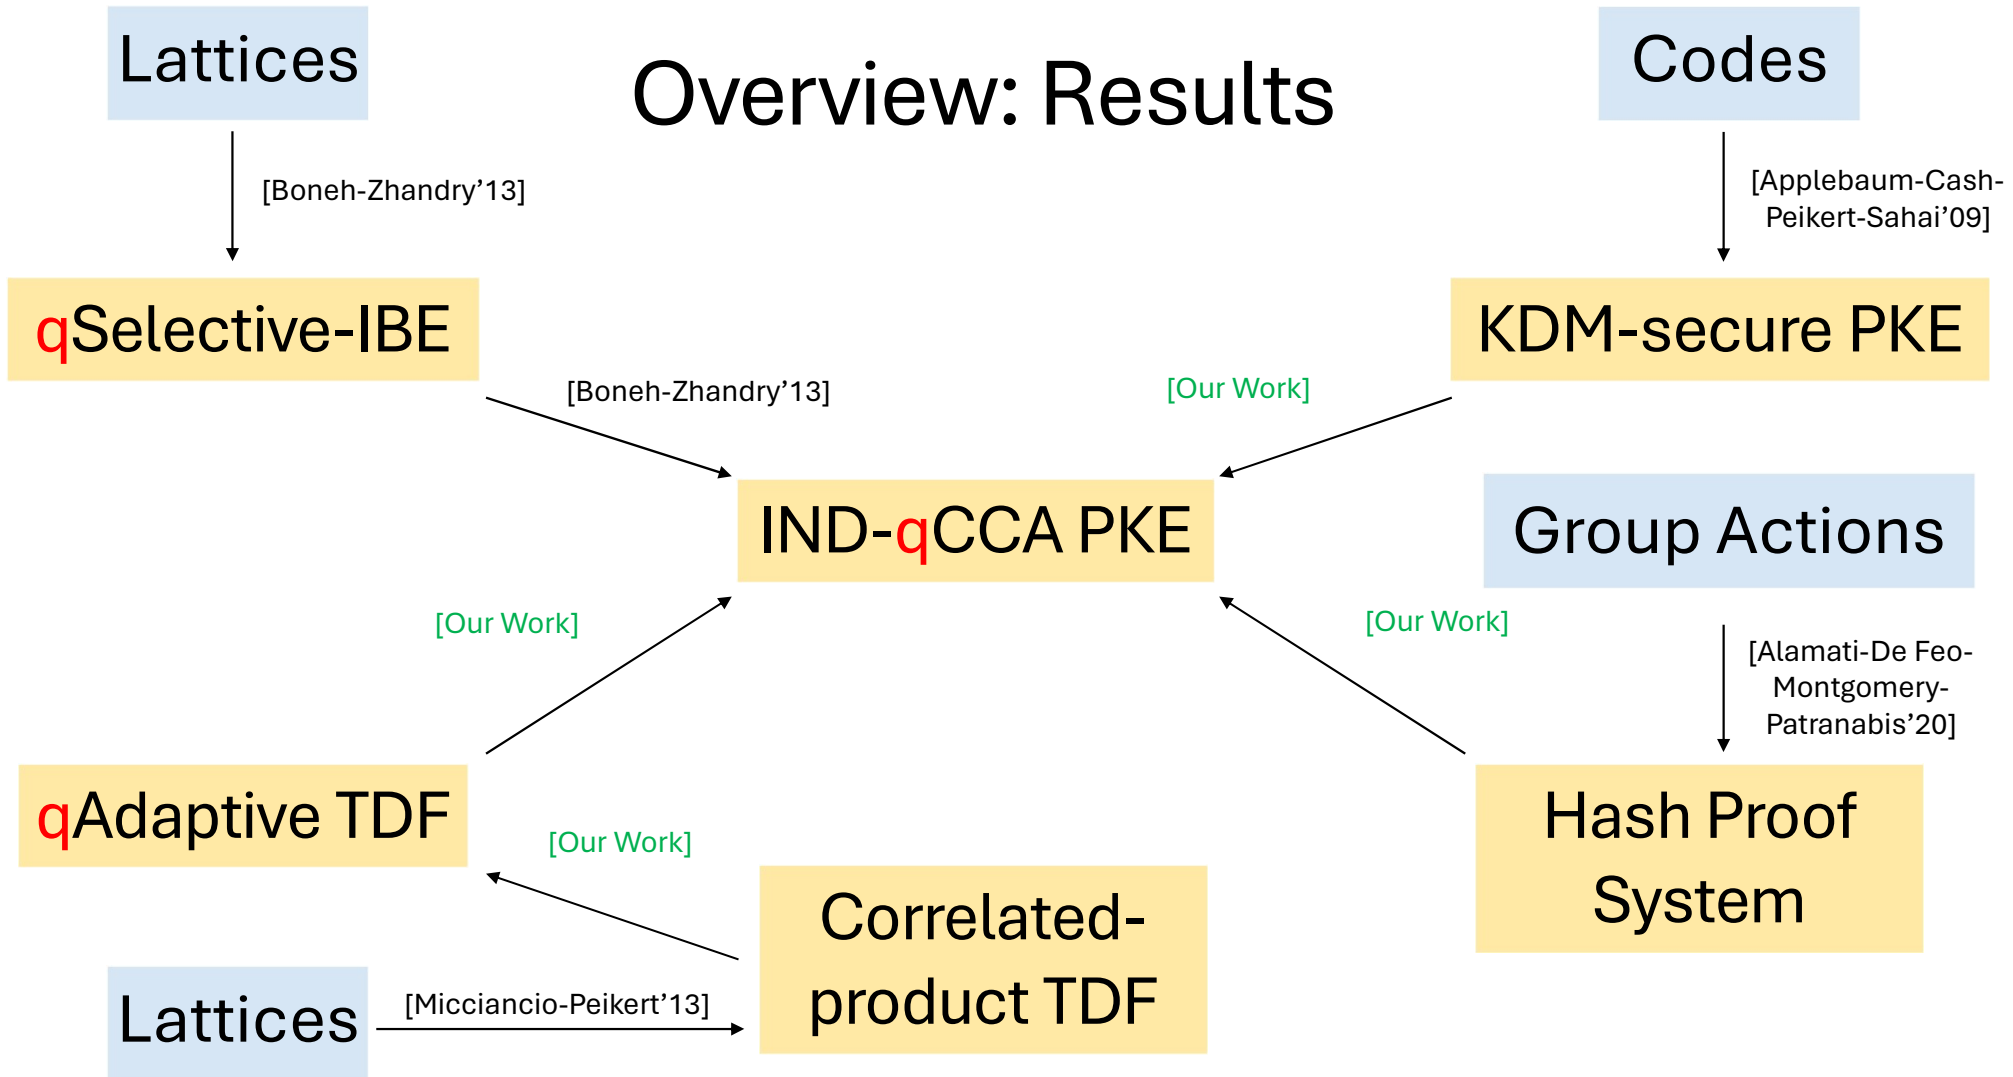 Overview: Results
Lattices
[Boneh-Zhandry’13]
qSelective-IBE
[Boneh-Zhandry’13]
Codes
[Applebaum-Cash-
Peikert-Sahai’09]
KDM-secure PKE
[Our Work]
IND-qCCA PKE
Group Actions
[Our Work]
[Alamati-De Feo-
Montgomery-
Patranabis’20]
Hash Proof
System
[Our Work]
qAdaptive TDF
[Our Work]
Correlated-
product TDF
Lattices
[Micciancio-Peikert’13]